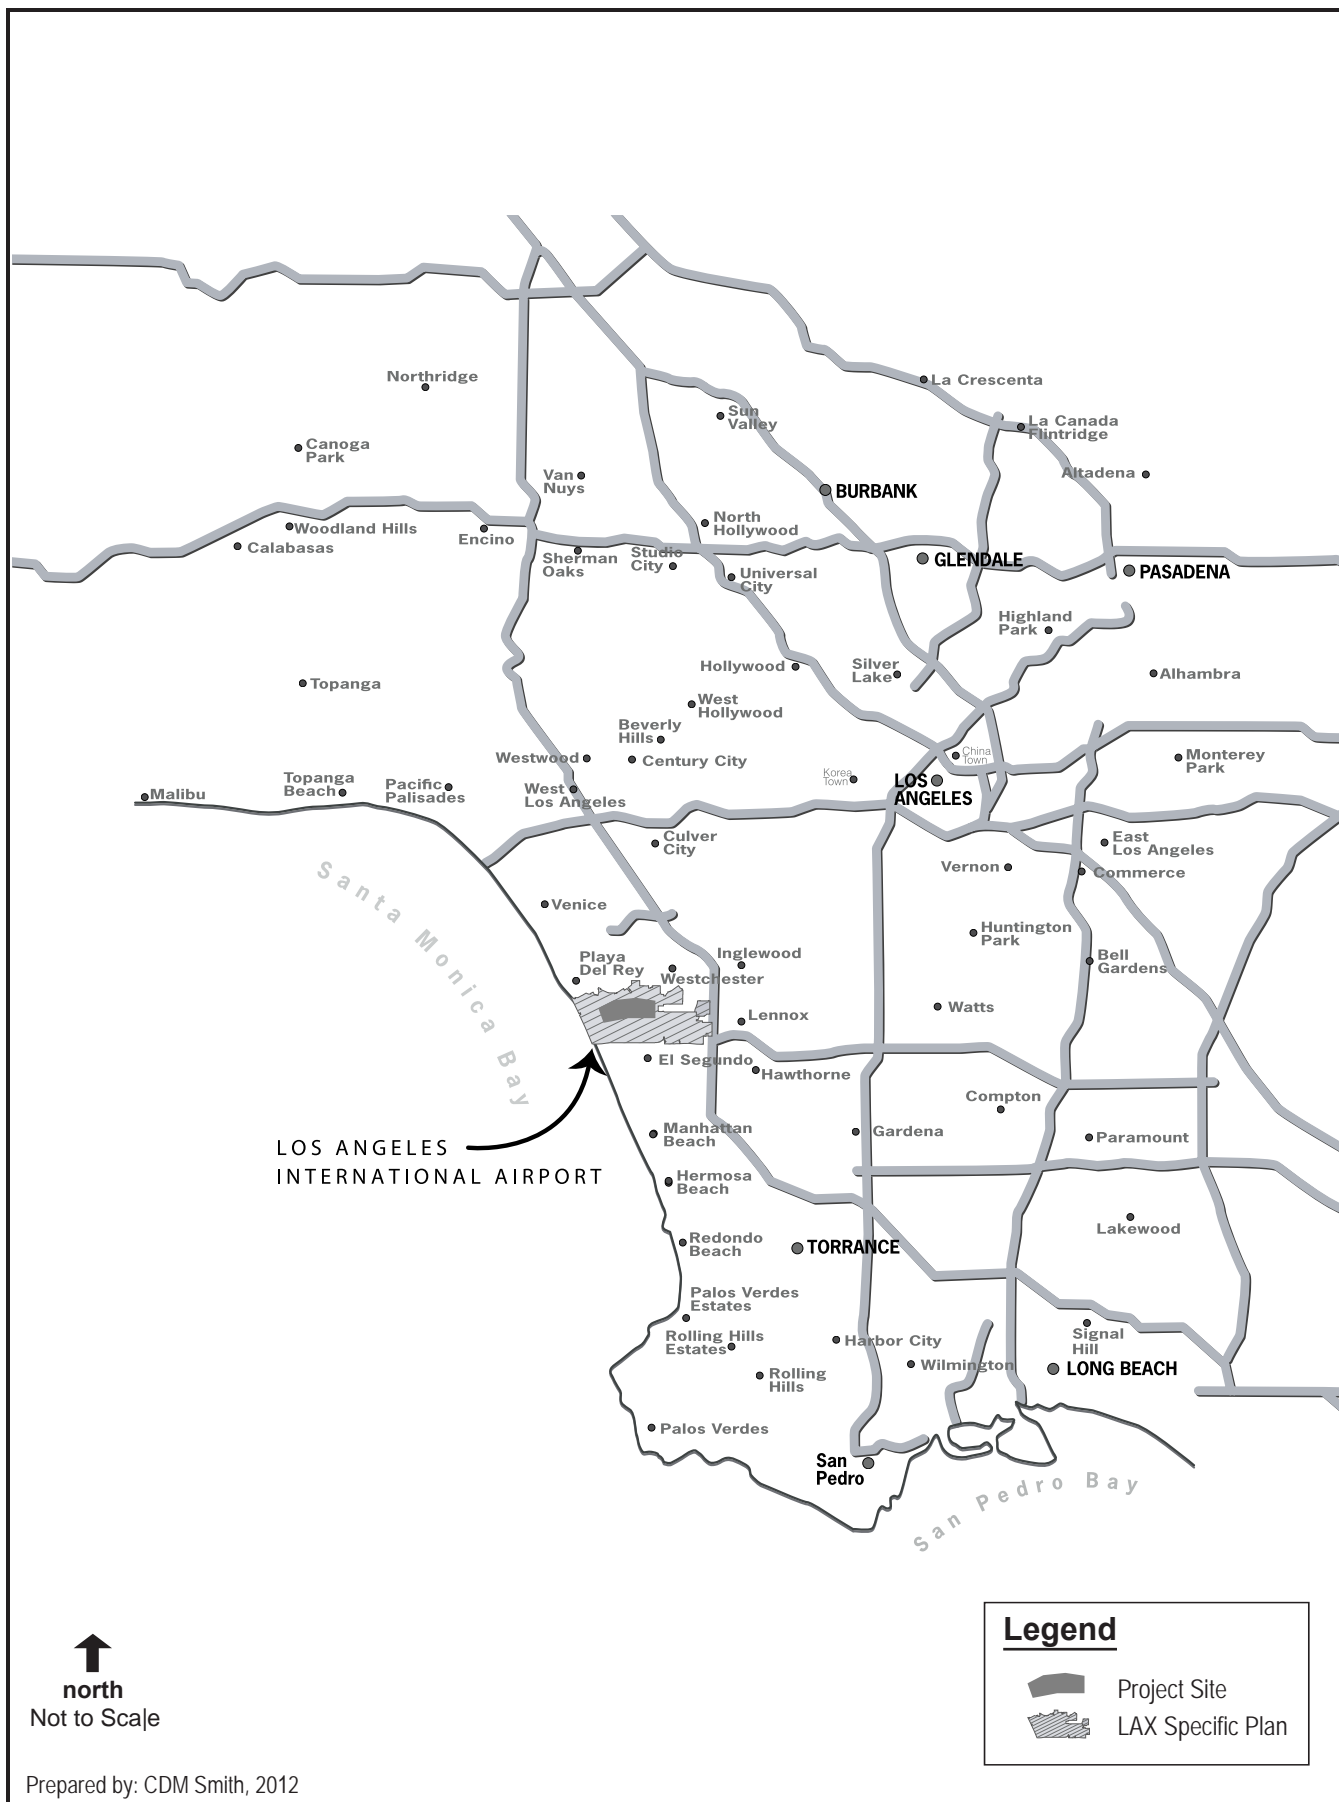 Northridge
La Crescenta
Sun
Valley
La Canada
Flintridge
Canoga
Park
Altadena
Van
Nuys
BURBANK
Woodland Hills
North
Hollywood
Calabasas
Encino
Sherman
Oaks
Studio
City
GLENDALE
Universal
City
PASADENA
Highland
Park
Hollywood
Silver
Lake
Alhambra
Topanga
West
Hollywood
Beverly
Hills
Westwood
Century City
China
Town
Monterey
Park
Korea
Town
LOS
ANGELES
Malibu
Topanga
Beach
Pacific
Palisades
West
Los Angeles
Culver
City
East
Los Angeles
Vernon
Commerce
Santa Monica Bay
Venice
Huntington
Park
Playa
Del Rey
Inglewood
Westchester
Bell
Gardens
Watts
Lennox
El Segundo
Hawthorne
Compton
Manhattan
Beach
Gardena
Paramount
LOS ANGELES
INTERNATIONAL AIRPORT
Hermosa
Beach
Lakewood
Redondo
Beach
TORRANCE
Palos Verdes
Estates
Rolling Hills
Estates
Harbor City
Signal
Hill
Wilmington
LONG BEACH
Rolling
Hills
Palos Verdes
San
Pedro
San Pedro Bay
Legend
Project Site
LAX Specific Plan
north
Not to Scale
Prepared by: CDM Smith, 2012